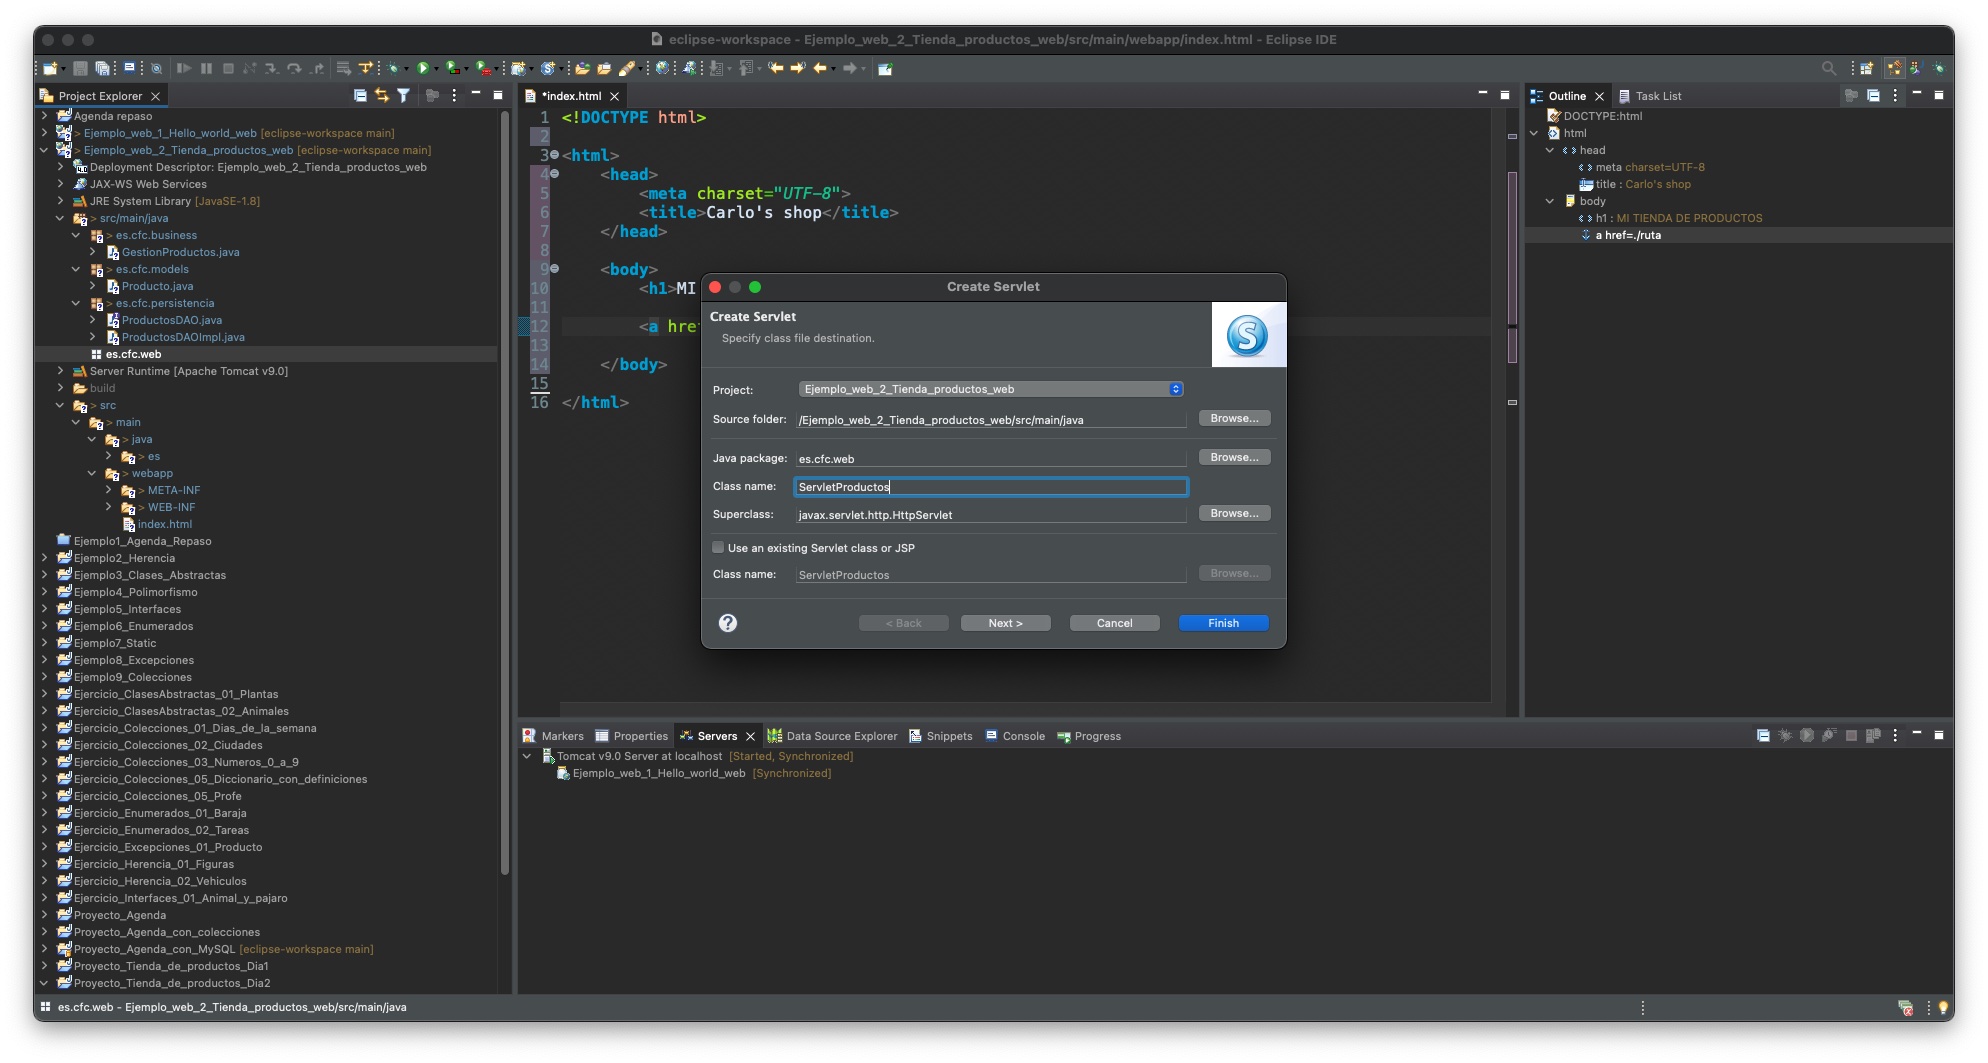 eclipse-workspace - Ejemplo_web_2_Tienda_productos_web/src/main/webapp/index.html - Eclipse IDE
Project Explorer
Agenda repaso
> Ejemplo_web_1_Hello_world_web [eclipse-workspace main]
> Ejemplo_web_2_Tienda_productos_web [eclipse-workspace main]
Deployment Descriptor: Ejemplo_web_2_Tienda_productos_web
JAX-WS Web Services
JRE System Library [JavaSE-1.8]
> src/main/java
> es.cfc.business
GestionProductos.java
> es.cfc.models
Producto.java
> es.cfc.persistencia
ProductosDAO.java
ProductosDAOImpl.java
es.cfc.web
Server Runtime [Apache Tomcat v9.0]
build
> src
> main
> java
> es
> webapp
> META-INF
> WEB-INF
index.html
Ejemplo1_Agenda_Repaso
Ejemplo2_Herencia
Ejemplo3_Clases_Abstractas
Ejemplo4_Polimorfismo
Ejemplo5_Interfaces
Ejemplo6_Enumerados
Ejemplo7_Static
Ejemplo8_Excepciones
Ejemplo9_Colecciones
Ejercicio_ClasesAbstractas_01_Plantas
Ejercicio_ClasesAbstractas_02_Animales
Ejercicio_Colecciones_01_Dias_de_la_semana
Ejercicio_Colecciones_02_Ciudades
Ejercicio_Colecciones_03_Numeros_0_a_9
Ejercicio_Colecciones_05_Diccionario_con_definiciones
Ejercicio_Colecciones_05_Profe
Ejercicio_Enumerados_01_Baraja
Ejercicio_Enumerados_02_Tareas
Ejercicio_Excepciones_01_Producto
Ejercicio_Herencia_01_Figuras
Ejercicio_Herencia_02_Vehiculos
Ejercicio_Interfaces_01_Animal_y_pajaro
Proyecto_Agenda
Proyecto_Agenda_con_colecciones
Proyecto_Agenda_con_MySQL [eclipse-workspace main]
Proyecto_Tienda_de_productos_Dia1
Proyecto_Tienda_de_productos_Dia2
*index.html
1 <!DOCTYPE html>
2
3 <html>
4 <head>
5 <meta charset="UTF-8">
6 <title>Carlo's shop</title>
7 </head>
8
9 <body>
10 <h1>MI
11
12 <a hre
13
14 </body>
15
16 </html>
Create Servlet
Create Servlet
Specify class file destination.
Project: Ejemplo_web_2_Tienda_productos_web
Source folder: /Ejemplo_web_2_Tienda_productos_web/src/main/java Browse...
Java package: es.cfc.web Browse...
Class name: ServletProductos
Superclass: javax.servlet.http.HttpServlet Browse...
Use an existing Servlet class or JSP
Class name: ServletProductos Browse...
? < Back Next > Cancel Finish
Outline Task List
DOCTYPE:html
html
head
meta charset=UTF-8
title : Carlo's shop
body
h1 : MI TIENDA DE PRODUCTOS
a href=./ruta
Markers Properties Servers Data Source Explorer Snippets Console Progress
Tomcat v9.0 Server at localhost [Started, Synchronized]
Ejemplo_web_1_Hello_world_web [Synchronized]
es.cfc.web - Ejemplo_web_2_Tienda_productos_web/src/main/java